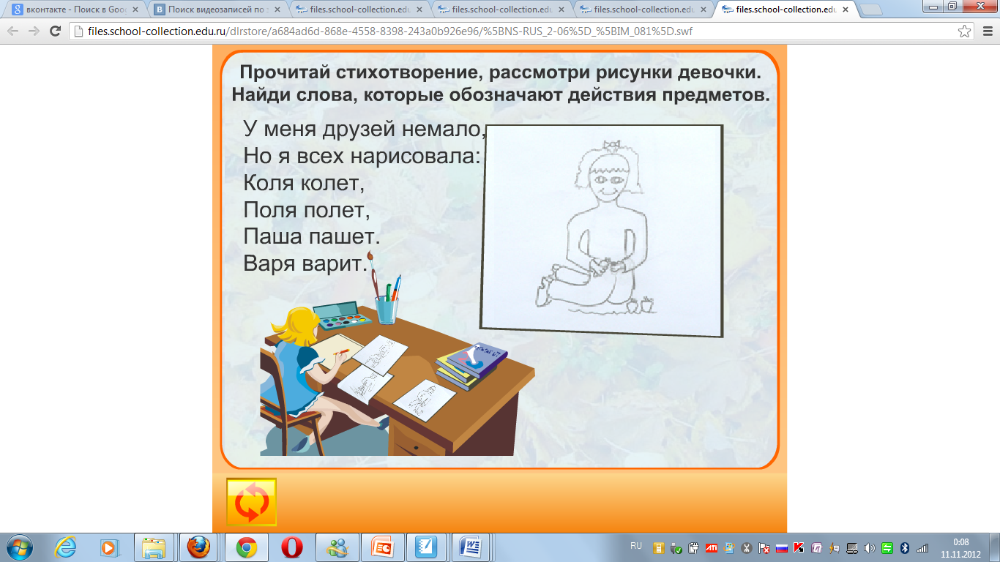 вконтакте - Поиск в Goo
Поиск видеозаписей по з
files.school-collection.edu
files.school-collection.edu
files.school-collection.edu
files.school-collection.edu
files.school-collection.edu.ru/dlrstore/a684ad6d-868e-4558-8398-243a0b926e96/%5BNS-RUS_2-06%5D_%5BIM_081%5D.swf
Прочитай стихотворение, рассмотри рисунки девочки.
Найди слова, которые обозначают действия предметов.
У меня друзей немало,
Но я всех нарисовала:
Коля колет,
Поля полет,
Паша пашет.
Варя варит.
RU
0:08
11.11.2012